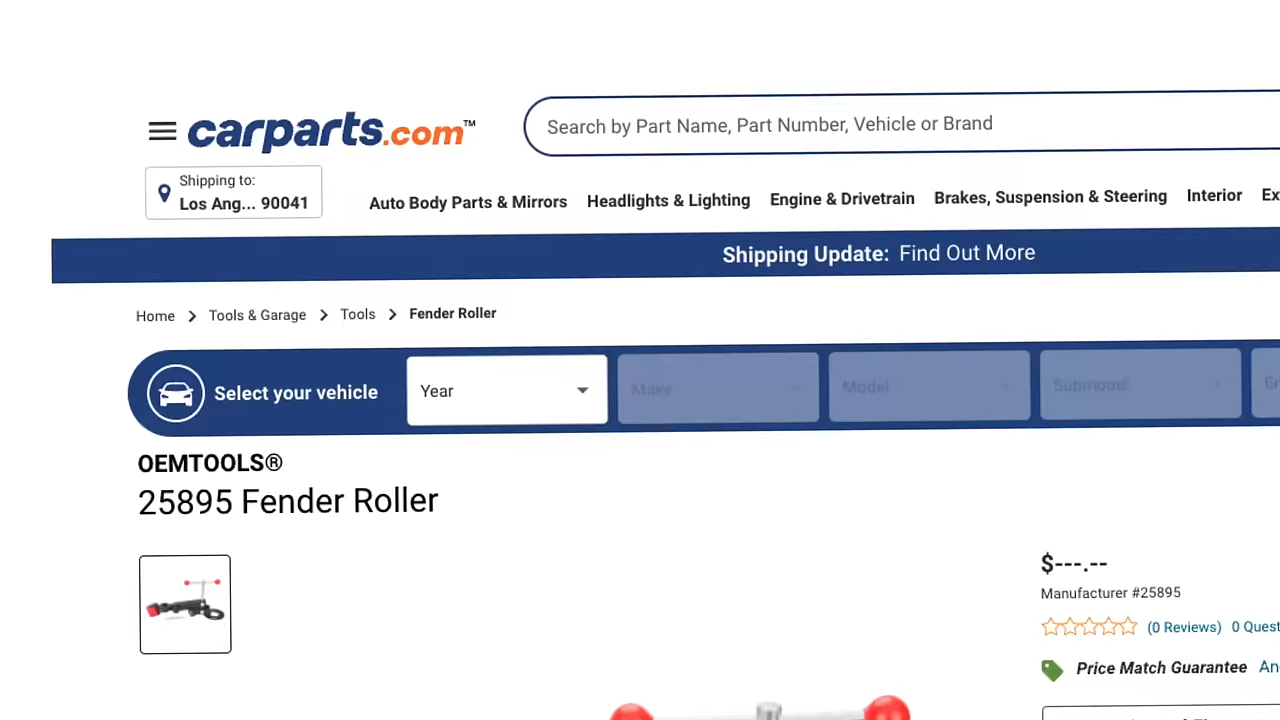 carparts.com™
Search by Part Name, Part Number, Vehicle or Brand
Shipping to:
Los Ang... 90041
Auto Body Parts & Mirrors Headlights & Lighting Engine & Drivetrain Brakes, Suspension & Steering Interior Ex
Shipping Update: Find Out More
Home > Tools & Garage > Tools > Fender Roller
Select your vehicle Year Make Model Submodel
OEMTOOLS®
25895 Fender Roller
$---.--
Manufacturer #25895
(0 Reviews) 0 Quest
Price Match Guarantee An